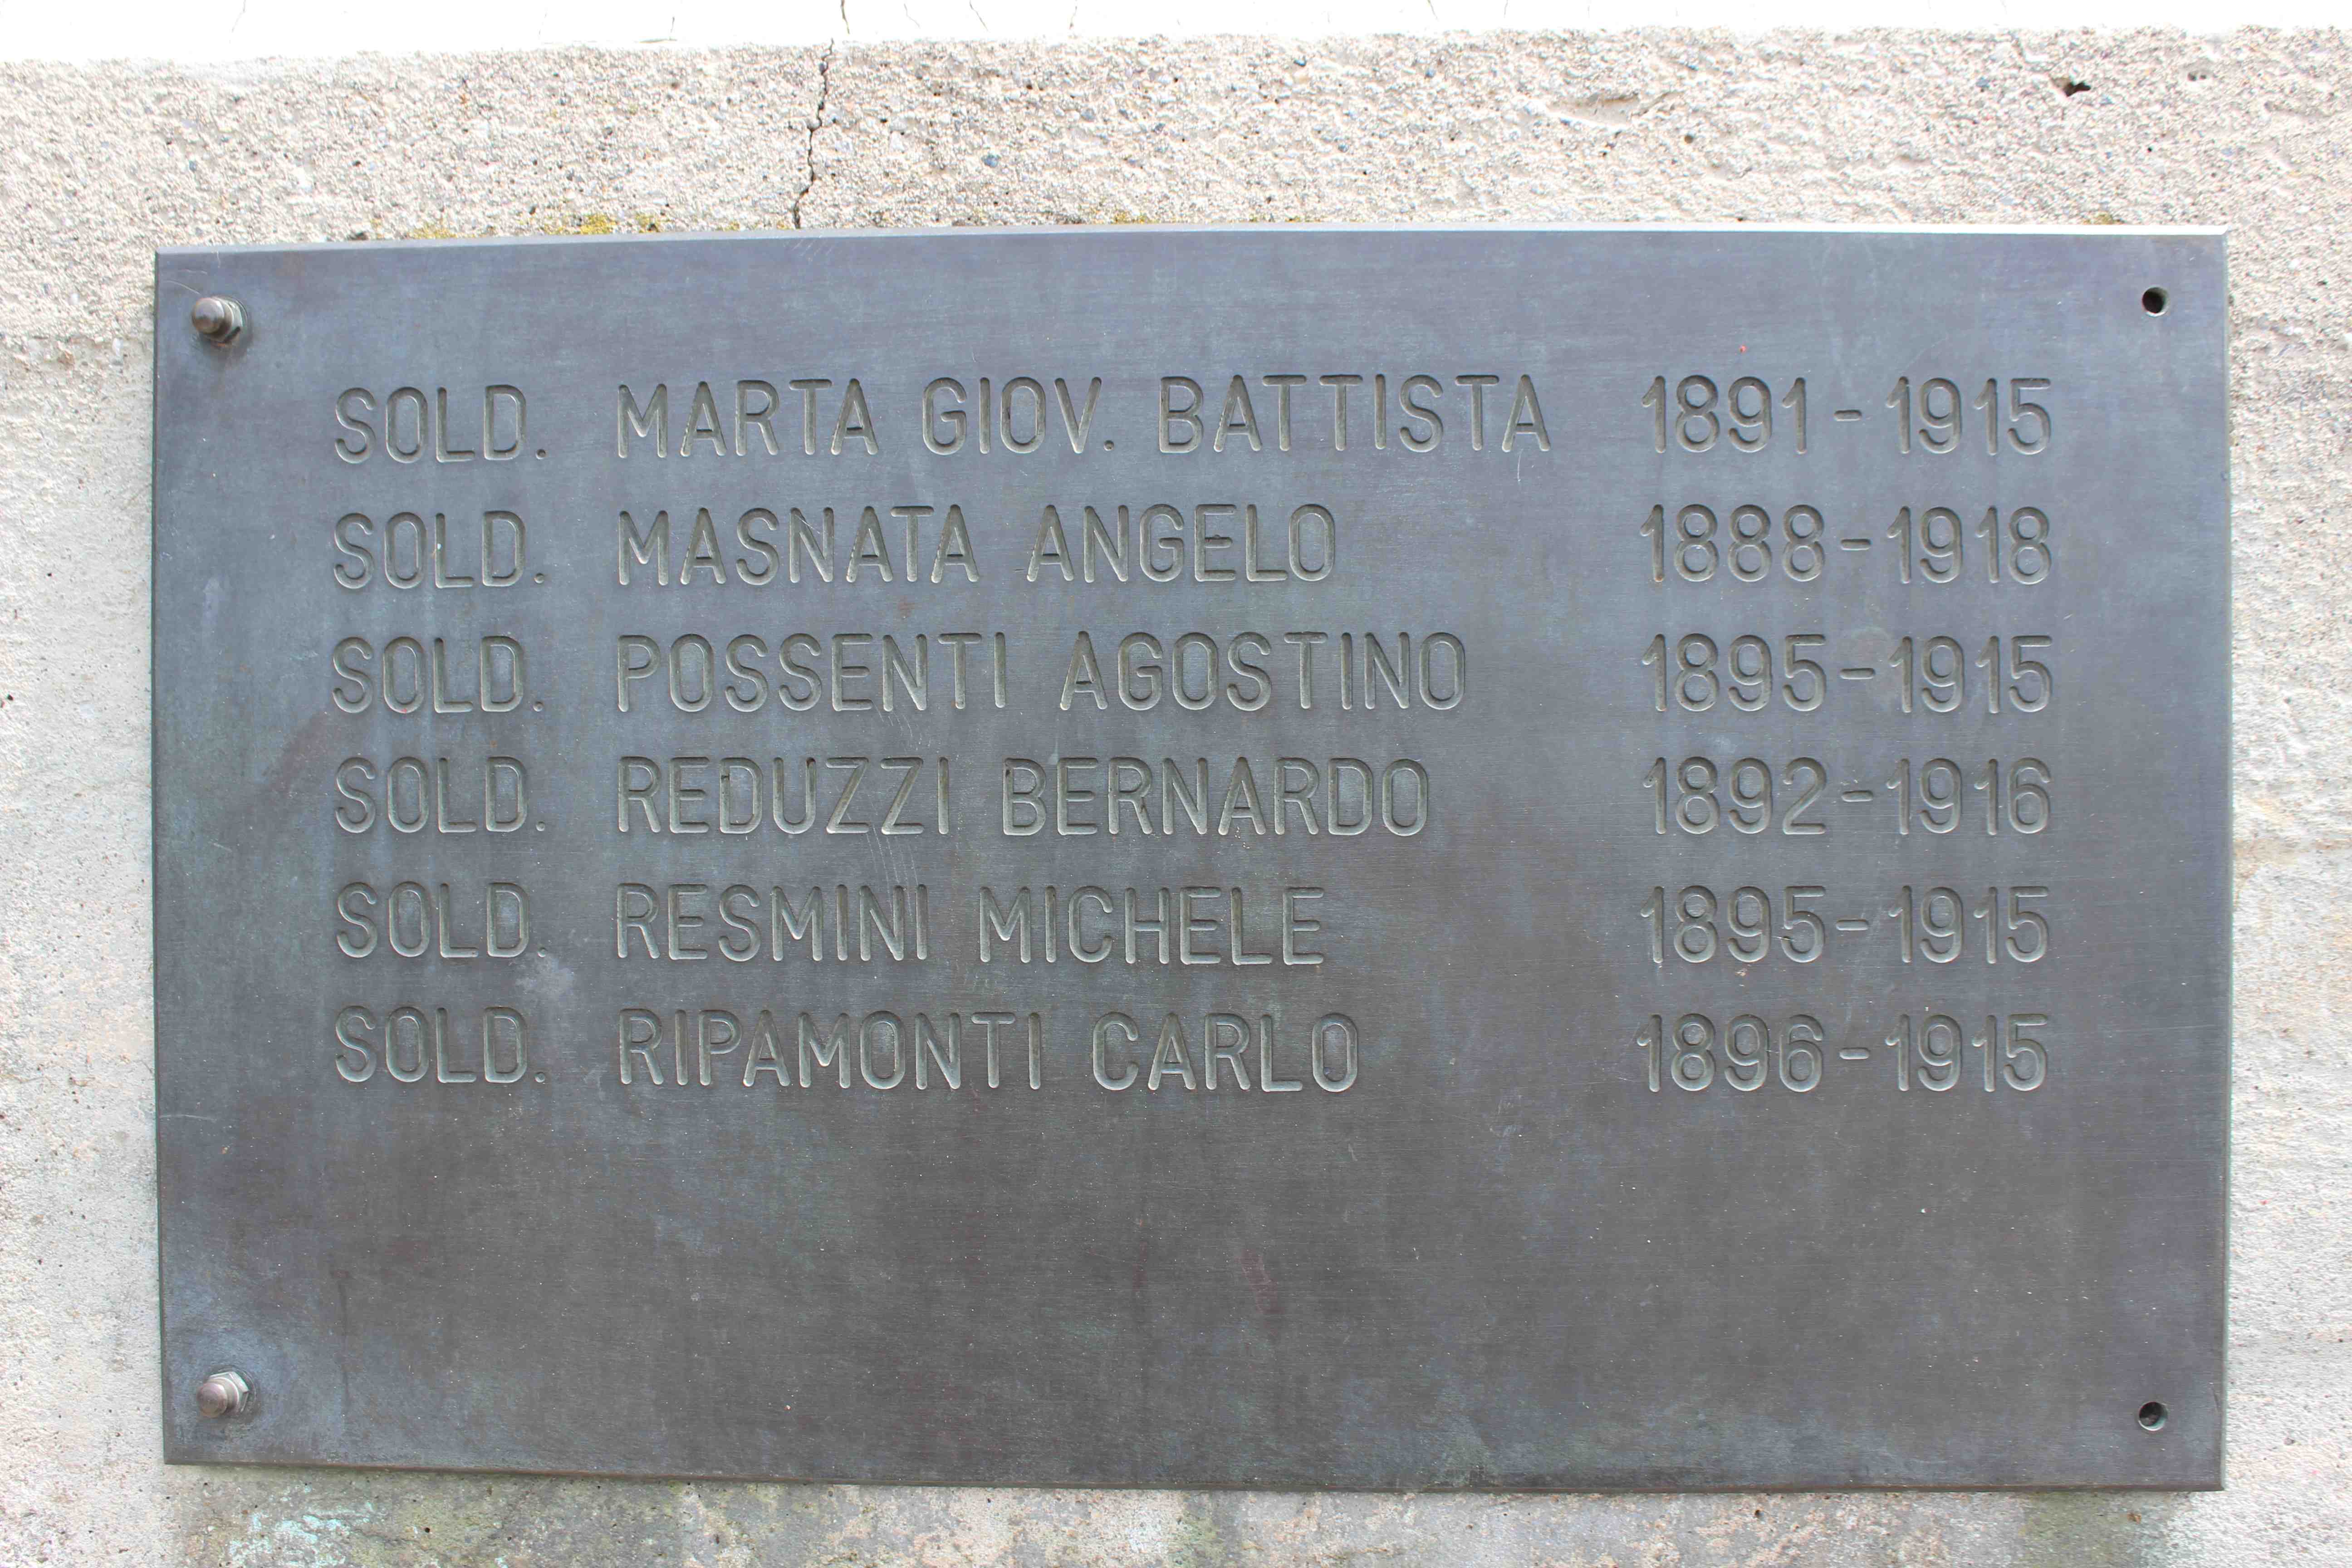 SOLD. MARTA GIOV. BATTISTA 1891-1915
SOLD. MASNATA ANGELO 1888-1918
SOLD. POSSENTI AGOSTINO 1895-1915
SOLD. REDUZZI BERNARDO 1892-1916
SOLD. RESMINI MICHELE 1895-1915
SOLD. RIPAMONTI CARLO 1896-1915